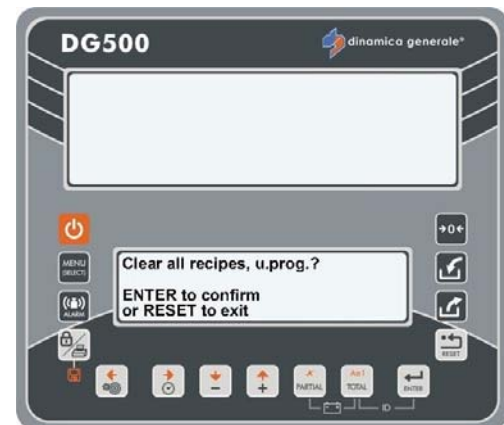 DG500
dinamica generale®
→0←
MENU
(SELECT)
Clear all recipes, u.prog.?
ENTER to confirm
or RESET to exit
ALARM
RESET
PARTIAL
TOTAL
ENTER
ID